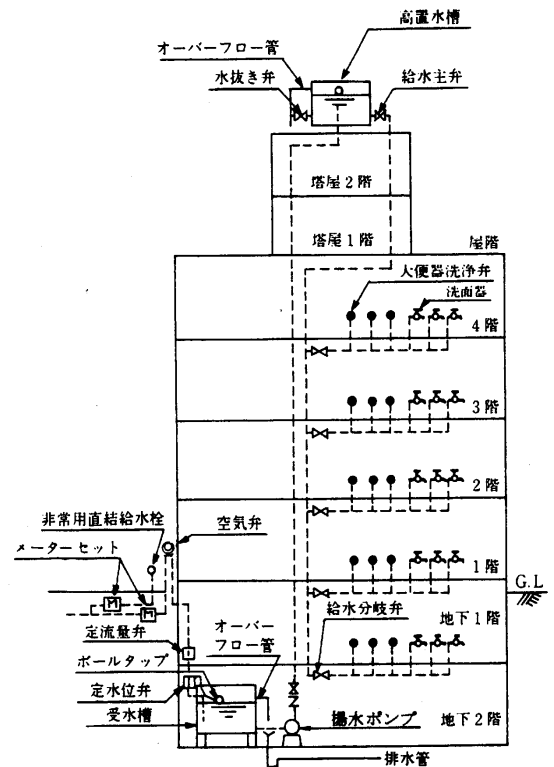 高置水槽
オーバーフロー管
水抜き弁
給水主弁
塔屋2階
塔屋1階
屋階
大便器洗浄弁
洗面器
4階
3階
2階
非常用直結給水栓
空気弁
メーターセット
1階
G.L
M
M
給水分岐弁
地下1階
定流量弁
オーバー
フロー管
ボールタップ
定水位弁
受水槽
揚水ポンプ
地下2階
排水管